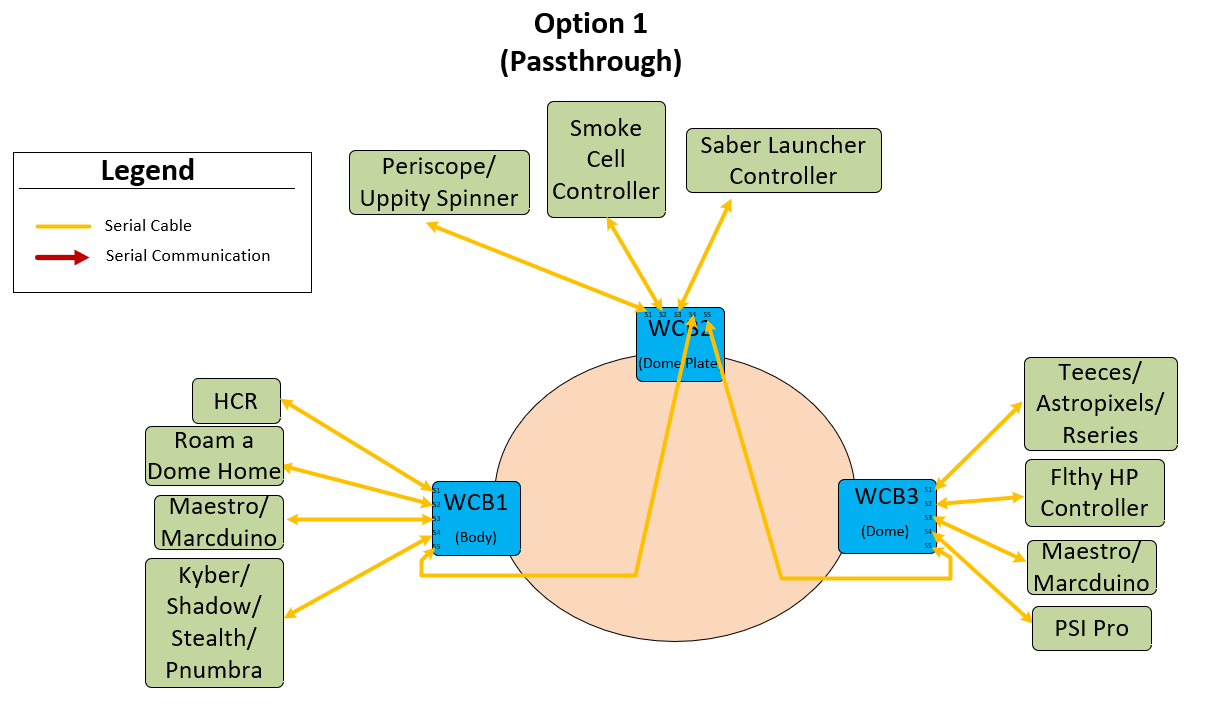 Option 1
(Passthrough)
Legend
Serial Cable
Serial Communication
Periscope/
Uppity Spinner
Smoke
Cell
Controller
Saber Launcher
Controller
S1 S2 S3 S4 S5
WCB2
(Dome Plate)
HCR
Roam a
Dome Home
Maestro/
Marcduino
Kyber/
Shadow/
Stealth/
Pnumbra
S1
S2
S3
S4
S5
WCB1
(Body)
WCB3
(Dome)
S1
S2
S3
S4
S5
Teeces/
Astropixels/
Rseries
Flthy HP
Controller
Maestro/
Marcduino
PSI Pro